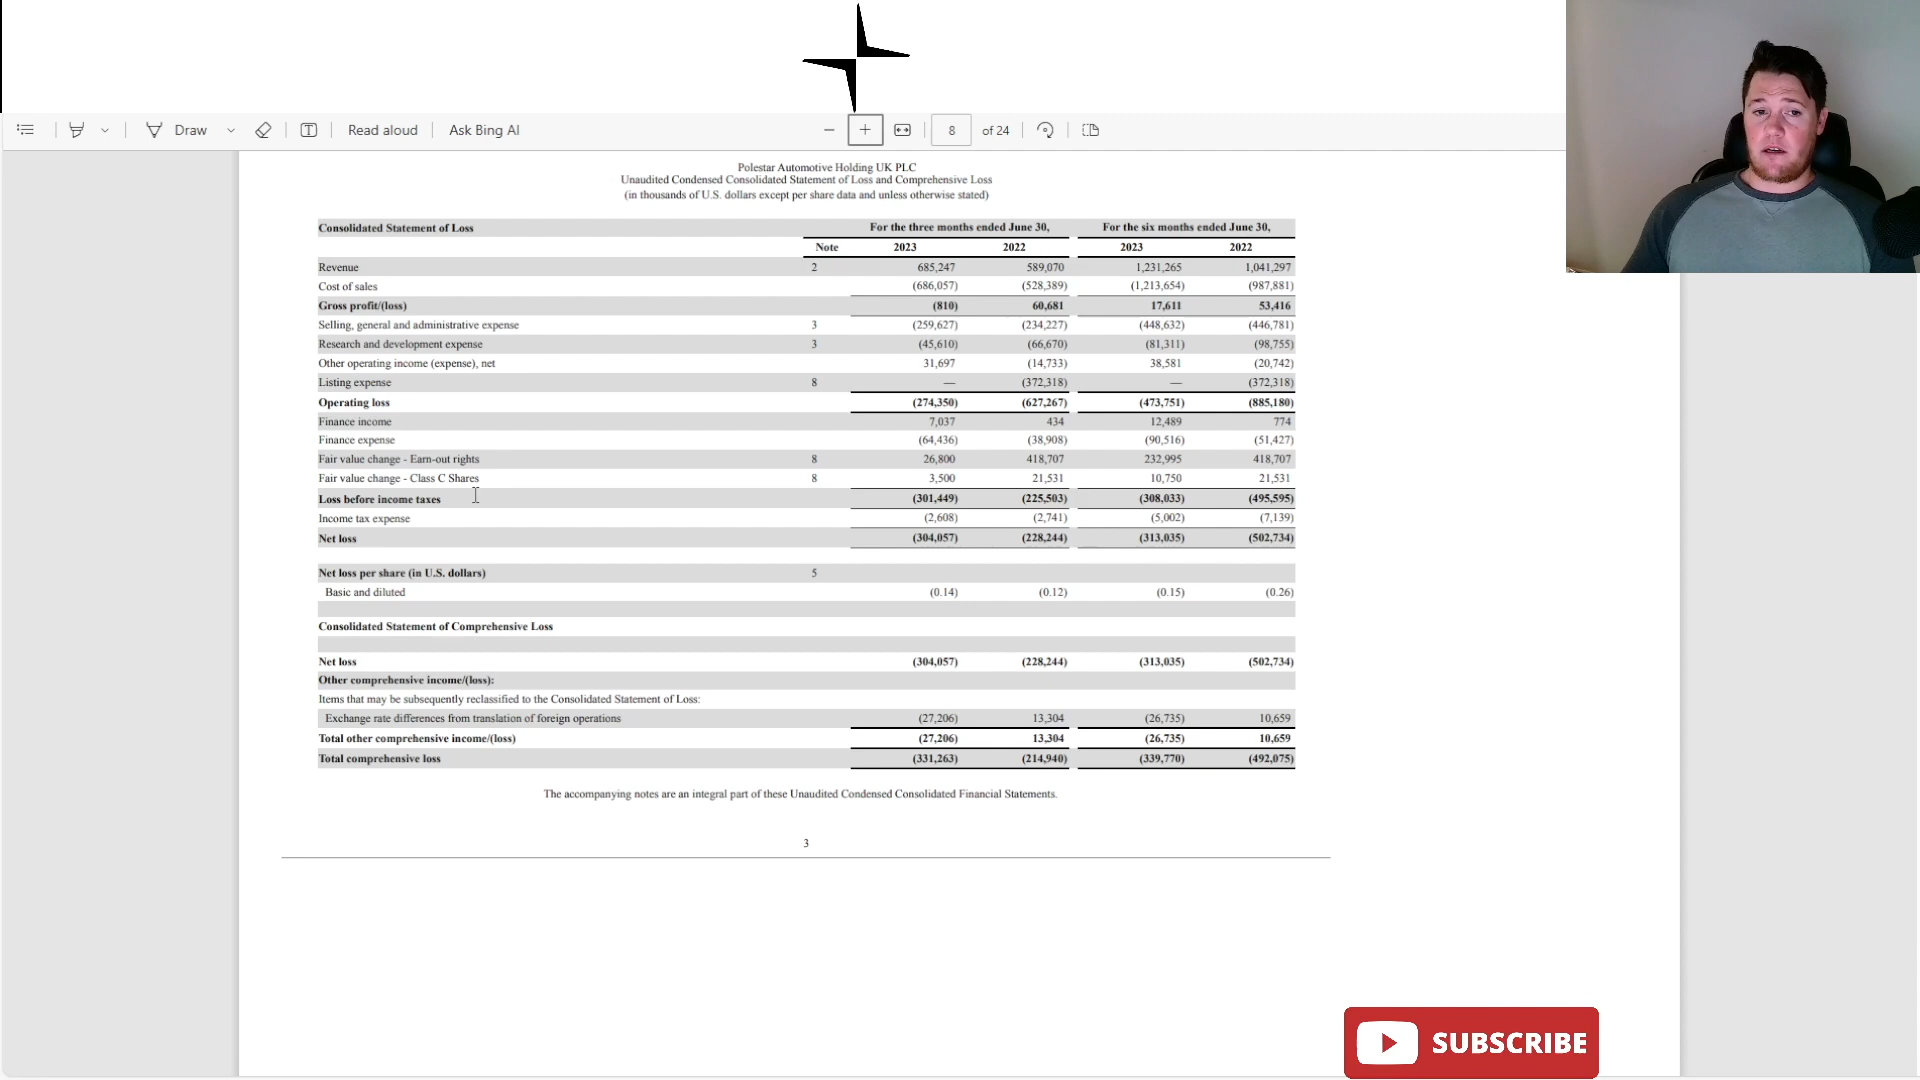 Draw
Read aloud
Ask Bing AI
8 of 24
Polestar Automotive Holding UK PLC
Unaudited Condensed Consolidated Statement of Loss and Comprehensive Loss
(in thousands of U.S. dollars except per share data and unless otherwise stated)
Consolidated Statement of Loss For the three months ended June 30, For the six months ended June 30,
Note 2023 2022 2023 2022
Revenue 2 685,247 589,070 1,231,265 1,041,297
Cost of sales (686,057) (528,389) (1,213,654) (987,881)
Gross profit/(loss) (810) 60,681 17,611 53,416
Selling, general and administrative expense 3 (259,627) (234,227) (448,632) (446,781)
Research and development expense 3 (45,610) (66,670) (81,311) (98,755)
Other operating income (expense), net 31,697 (14,733) 38,581 (20,742)
Listing expense 8 — (372,318) — (372,318)
Operating loss (274,350) (627,267) (473,751) (885,180)
Finance income 7,037 434 12,489 774
Finance expense (64,436) (38,908) (90,516) (51,427)
Fair value change - Earn-out rights 8 26,800 418,707 232,995 418,707
Fair value change - Class C Shares 8 3,500 21,531 10,750 21,531
Loss before income taxes (301,449) (225,503) (308,033) (495,595)
Income tax expense (2,608) (2,741) (5,002) (7,139)
Net loss (304,057) (228,244) (313,035) (502,734)
Net loss per share (in U.S. dollars) 5
Basic and diluted (0.14) (0.12) (0.15) (0.26)
Consolidated Statement of Comprehensive Loss
Net loss (304,057) (228,244) (313,035) (502,734)
Other comprehensive income/(loss):
Items that may be subsequently reclassified to the Consolidated Statement of Loss:
Exchange rate differences from translation of foreign operations (27,206) 13,304 (26,735) 10,659
Total other comprehensive income/(loss) (27,206) 13,304 (26,735) 10,659
Total comprehensive loss (331,263) (214,940) (339,770) (492,075)
The accompanying notes are an integral part of these Unaudited Condensed Consolidated Financial Statements.
3
SUBSCRIBE